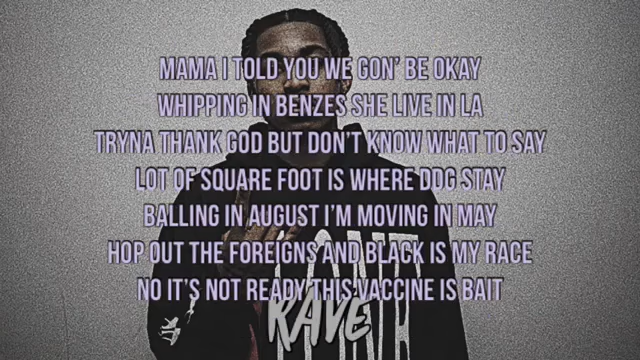 MAMA I TOLD YOU WE GON' BE OKAY
WHIPPING IN BENZES SHE LIVE IN LA
TRYNA THANK GOD BUT DON'T KNOW WHAT TO SAY
LOT OF SQUARE FOOT IS WHERE DDG STAY
BALLING IN AUGUST I'M MOVING IN MAY
HOP OUT THE FOREIGNS AND BLACK IS MY RACE
NO IT'S NOT READY THIS VACCINE IS BAIT
RAVE